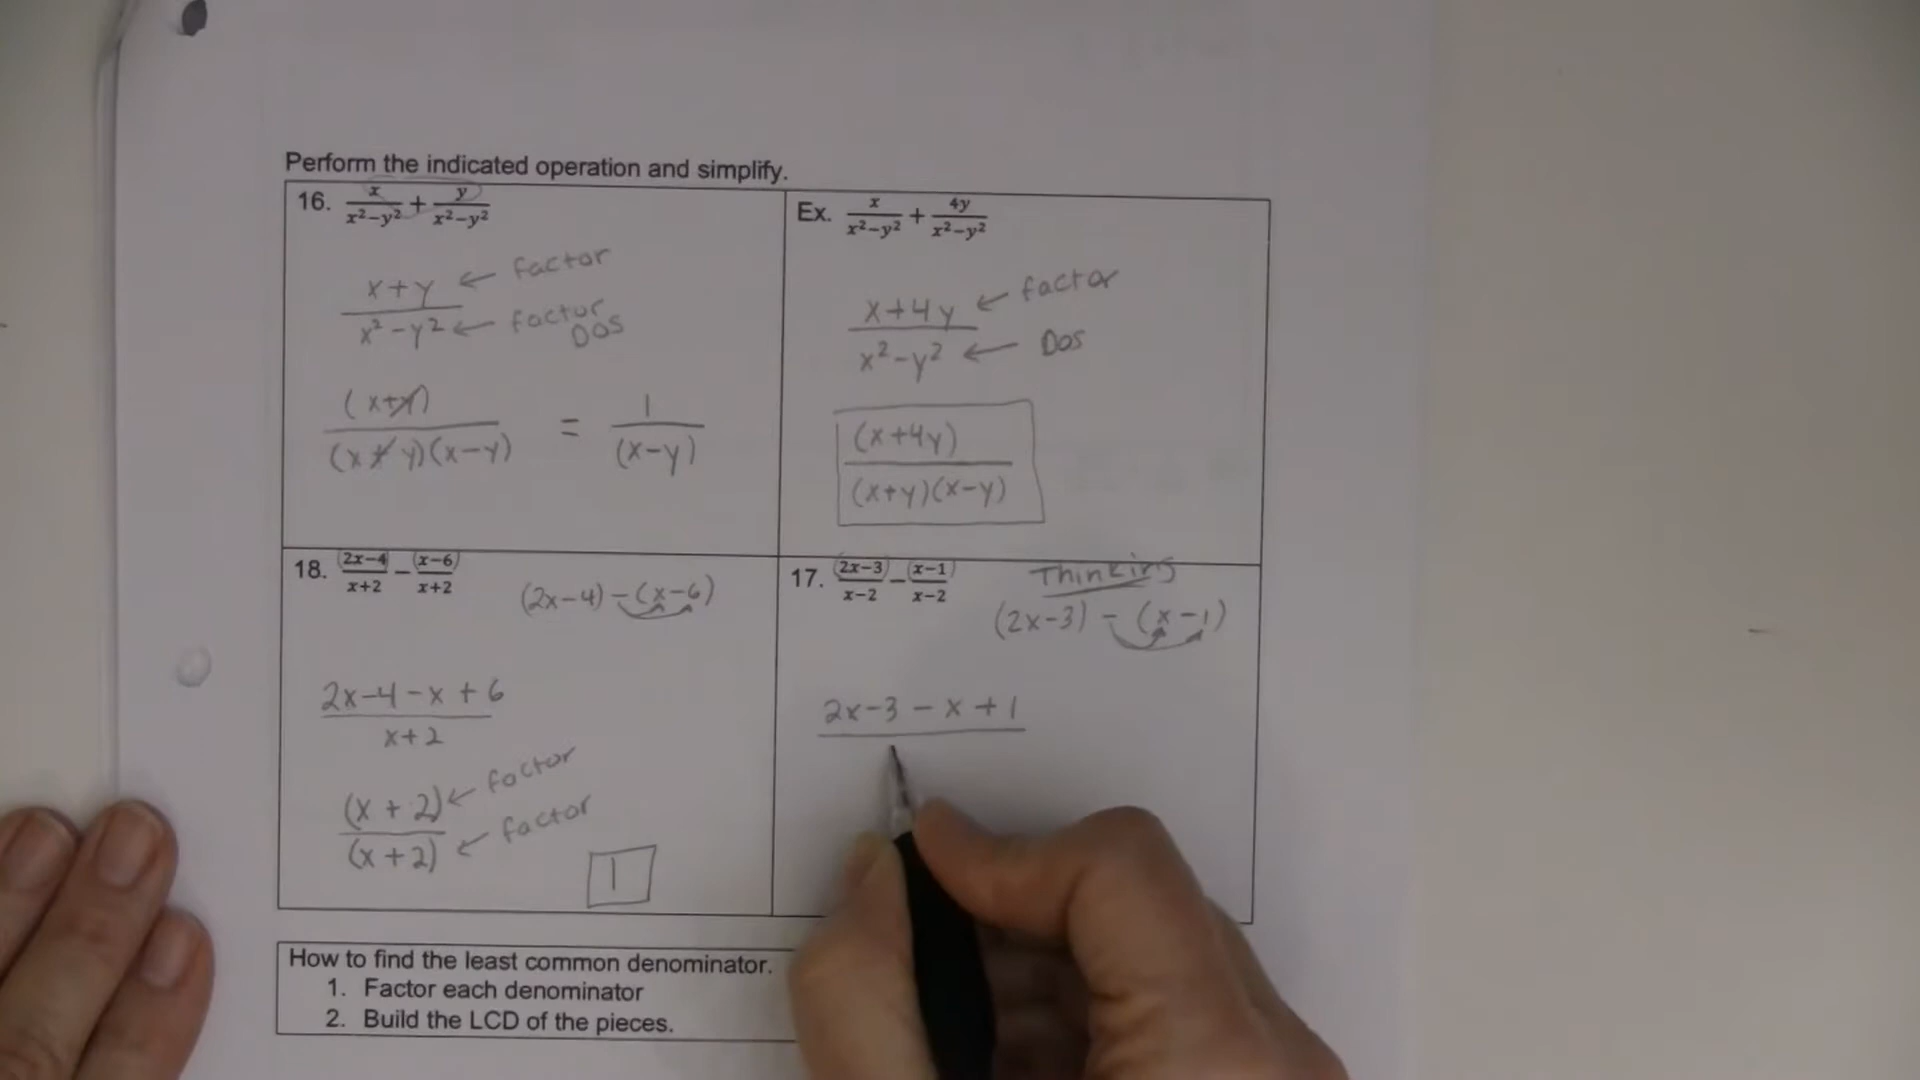 Perform the indicated operation and simplify.
16. x/(x²−y²) + y/(x²−y²)
x+y ← factor
x² − y² ← factor
DOS
(x+y)
(x+y)(x−y)
= 1/(x−y)
Ex. x/(x²−y²) + 4y/(x²−y²)
x+4y ← factor
x² − y² ← DOS
(x+4y)
(x+y)(x−y)
18. (2x−4)/(x+2) − (x−6)/(x+2)
(2x−4) − (x−6)
2x−4 − x + 6
x+2
(x + 2) ← factor
(x + 2) ← factor
1
17. (2x−3)/(x−2) − (x−1)/(x−2)
Thinking
(2x−3) − (x−1)
2x−3 − x + 1
How to find the least common denominator.
1. Factor each denominator
2. Build the LCD of the pieces.